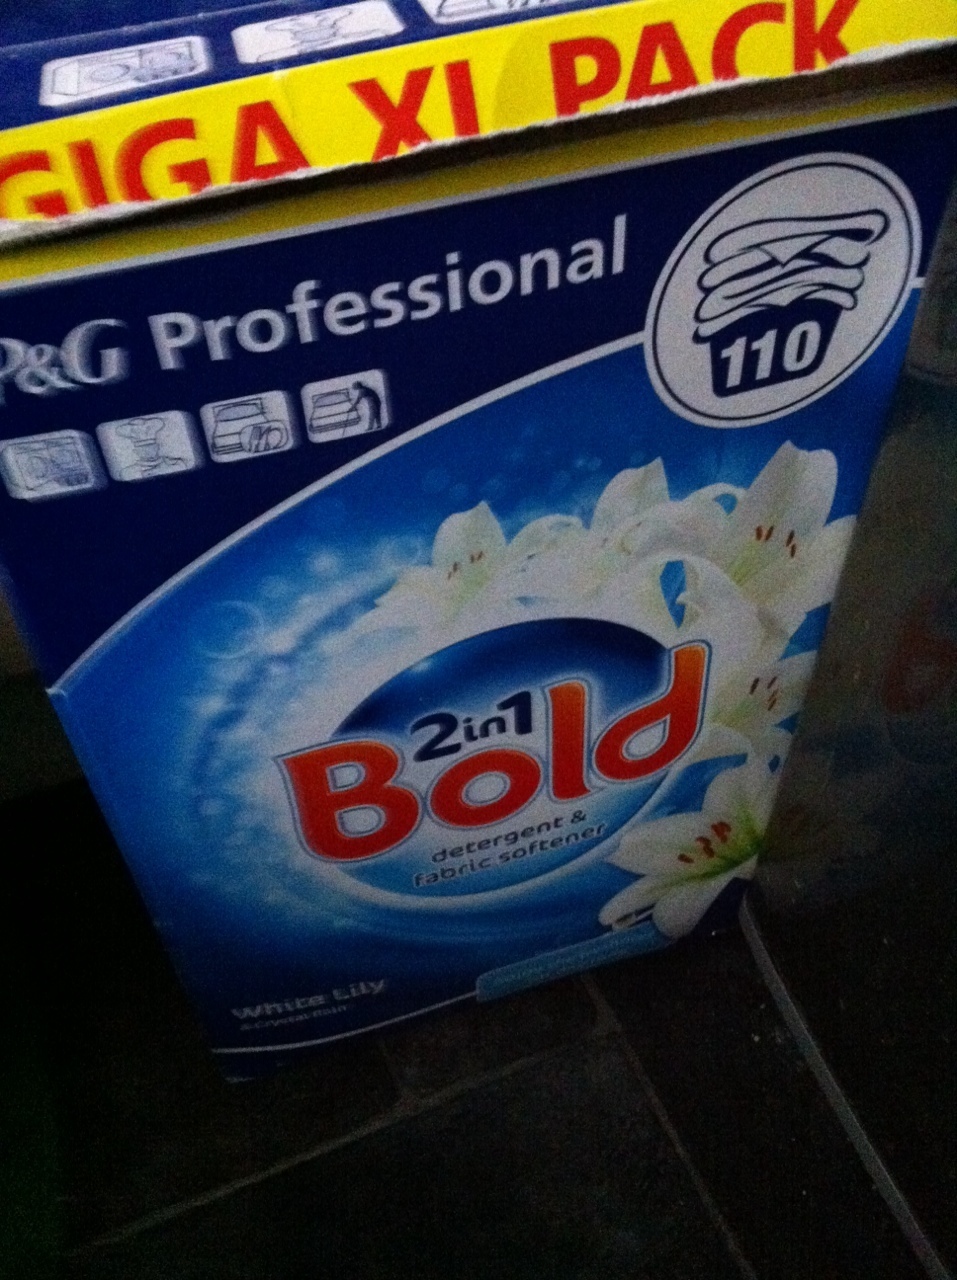 GIGA XL PACK
P&G Professional
110
2in1
Bold
detergent &
fabric softener
White Lily